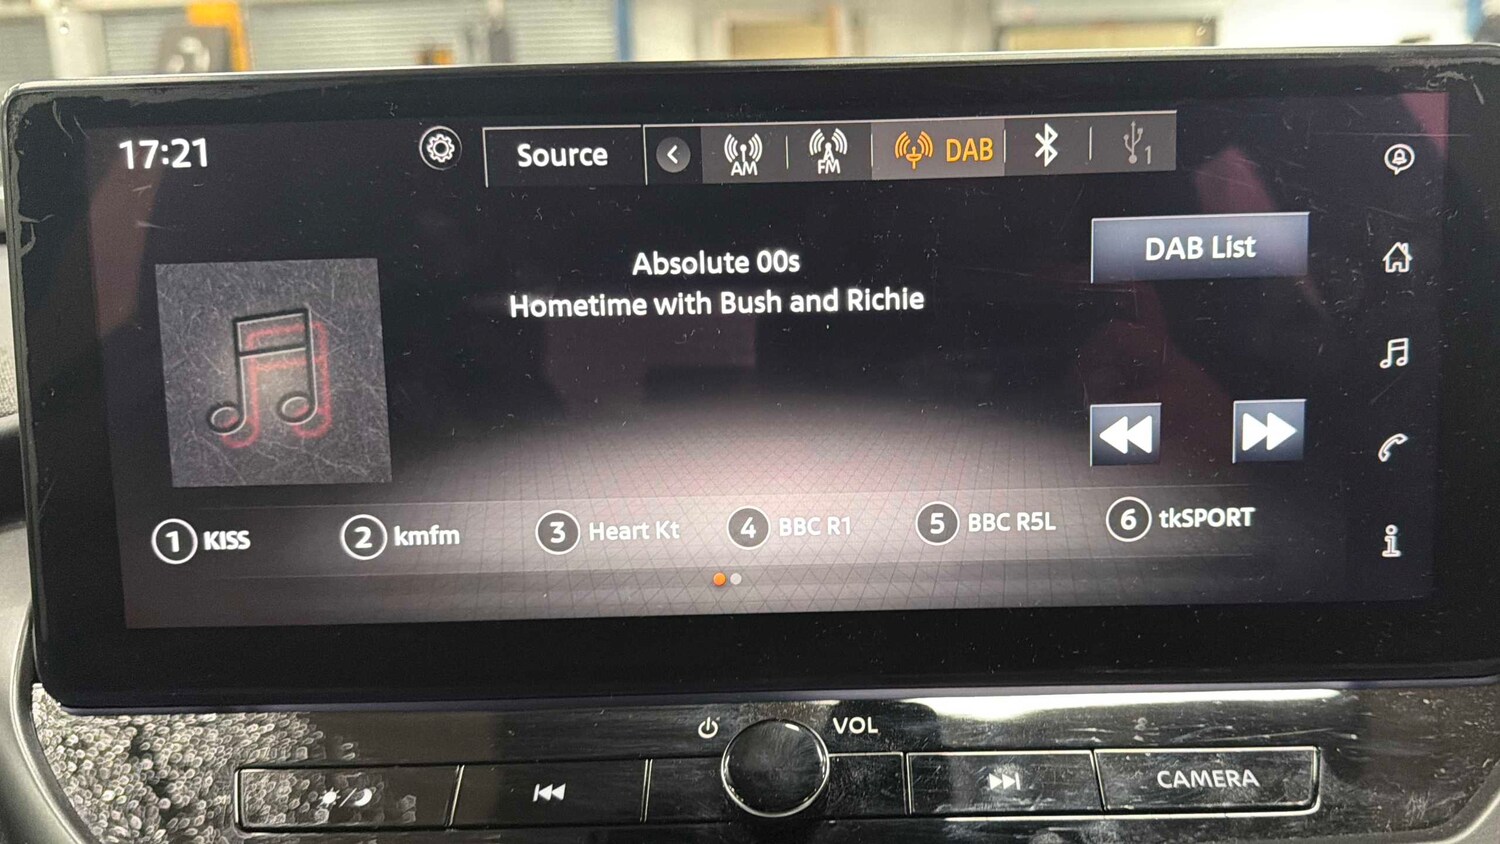 17:21
Source
AM
FM
DAB
1
Absolute 00s
Hometime with Bush and Richie
DAB List
1 KISS
2 kmfm
3 Heart Kt
4 BBC R1
5 BBC R5L
6 tkSPORT
VOL
CAMERA